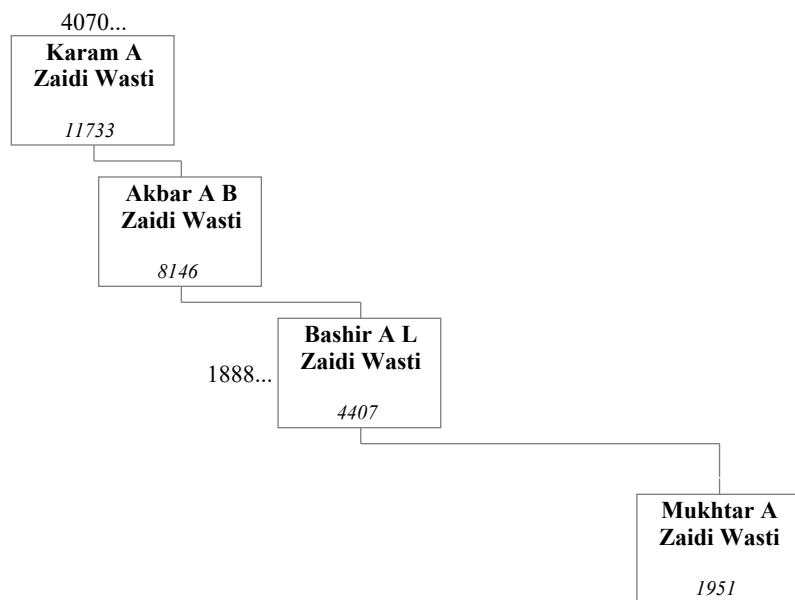 4070...
Karam A
Zaidi Wasti
11733
Akbar A B
Zaidi Wasti
8146
Bashir A L
Zaidi Wasti
1888...
4407
Mukhtar A
Zaidi Wasti
1951